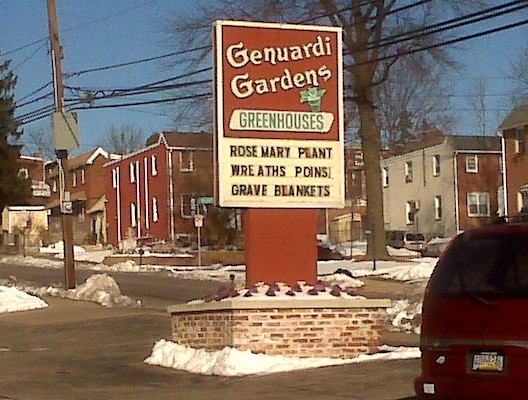 Genuardi
Gardens
GREENHOUSES
ROSE MARY PLANT
WREATHS POINS.
GRAVE BLANKETS